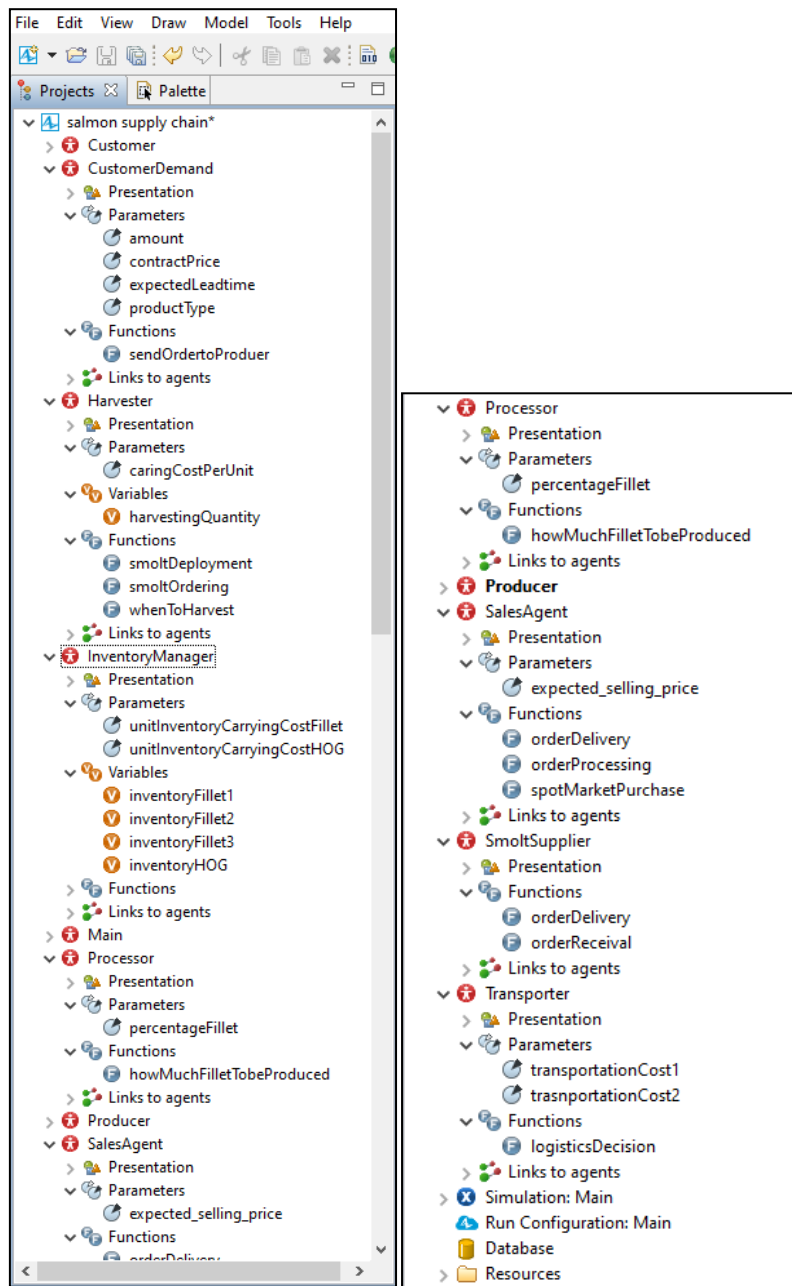 File Edit View Draw Model Tools Help
Projects Palette
salmon supply chain*
Customer
CustomerDemand
Presentation
Parameters
amount
contractPrice
expectedLeadtime
productType
Functions
sendOrdertoProduer
Links to agents
Harvester
Presentation
Parameters
caringCostPerUnit
Variables
harvestingQuantity
Functions
smoltDeployment
smoltOrdering
whenToHarvest
Links to agents
InventoryManager
Presentation
Parameters
unitInventoryCarryingCostFillet
unitInventoryCarryingCostHOG
Variables
inventoryFillet1
inventoryFillet2
inventoryFillet3
inventoryHOG
Functions
Links to agents
Main
Processor
Presentation
Parameters
percentageFillet
Functions
howMuchFilletTobeProduced
Links to agents
Producer
SalesAgent
Presentation
Parameters
expected_selling_price
Functions
orderDelivery
Processor
Presentation
Parameters
percentageFillet
Functions
howMuchFilletTobeProduced
Links to agents
Producer
SalesAgent
Presentation
Parameters
expected_selling_price
Functions
orderDelivery
orderProcessing
spotMarketPurchase
Links to agents
SmoltSupplier
Presentation
Functions
orderDelivery
orderReceival
Links to agents
Transporter
Presentation
Parameters
transportationCost1
trasnportationCost2
Functions
logisticsDecision
Links to agents
Simulation: Main
Run Configuration: Main
Database
Resources